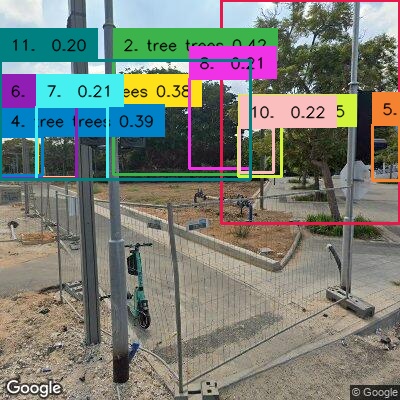 11. 0.20
2. tree trees 0.42
8. 0.21
6.
7. 0.21
ees 0.38
10. 0.22
5
5.
4. tree trees 0.39
Google
© Google